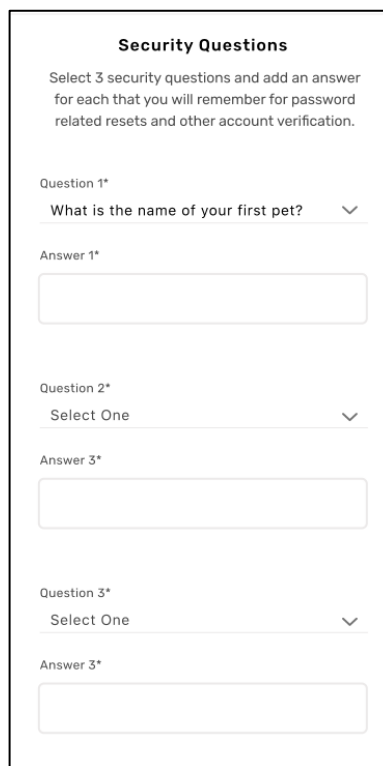 Security Questions
Select 3 security questions and add an answer
for each that you will remember for password
related resets and other account verification.
Question 1*
What is the name of your first pet?
Answer 1*
Question 2*
Select One
Answer 3*
Question 3*
Select One
Answer 3*